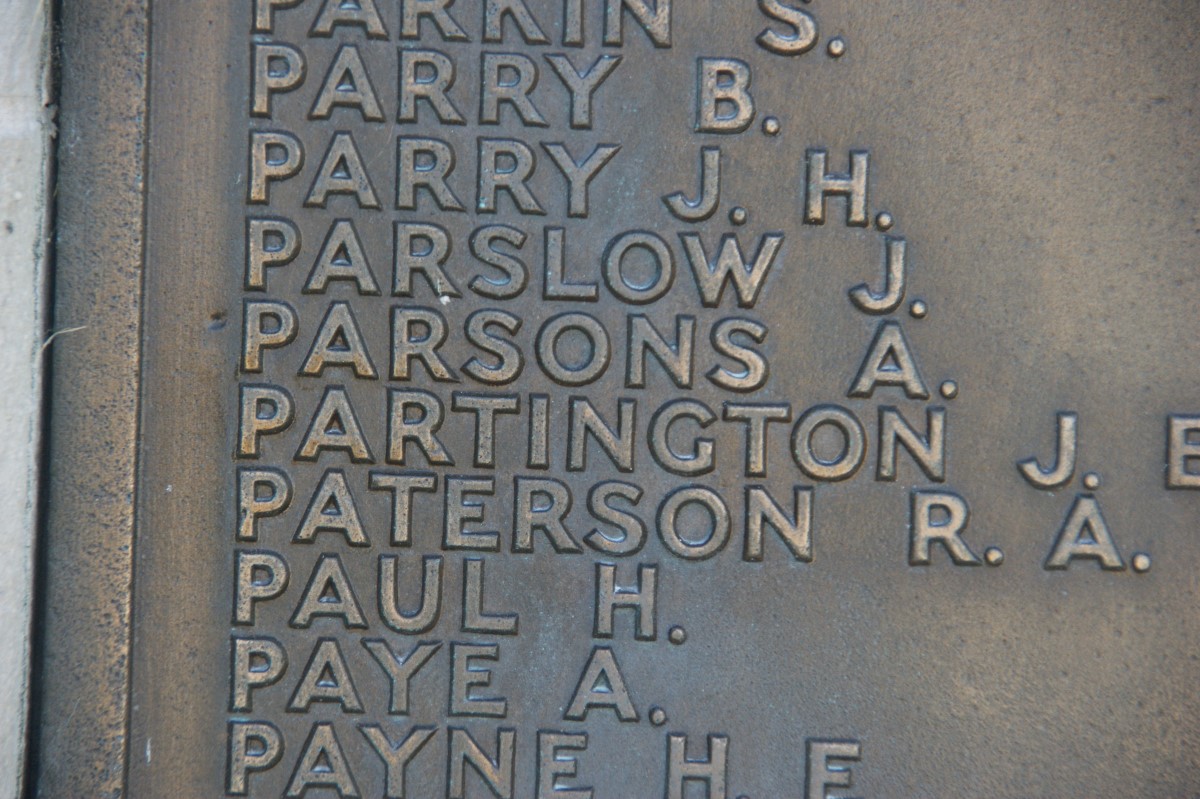 PARKIN S.
PARRY B.
PARRY J. H.
PARSLOW J.
PARSONS A.
PARTINGTON J. E
PATERSON R. A.
PAUL H.
PAYE A.
PAYNE H. F